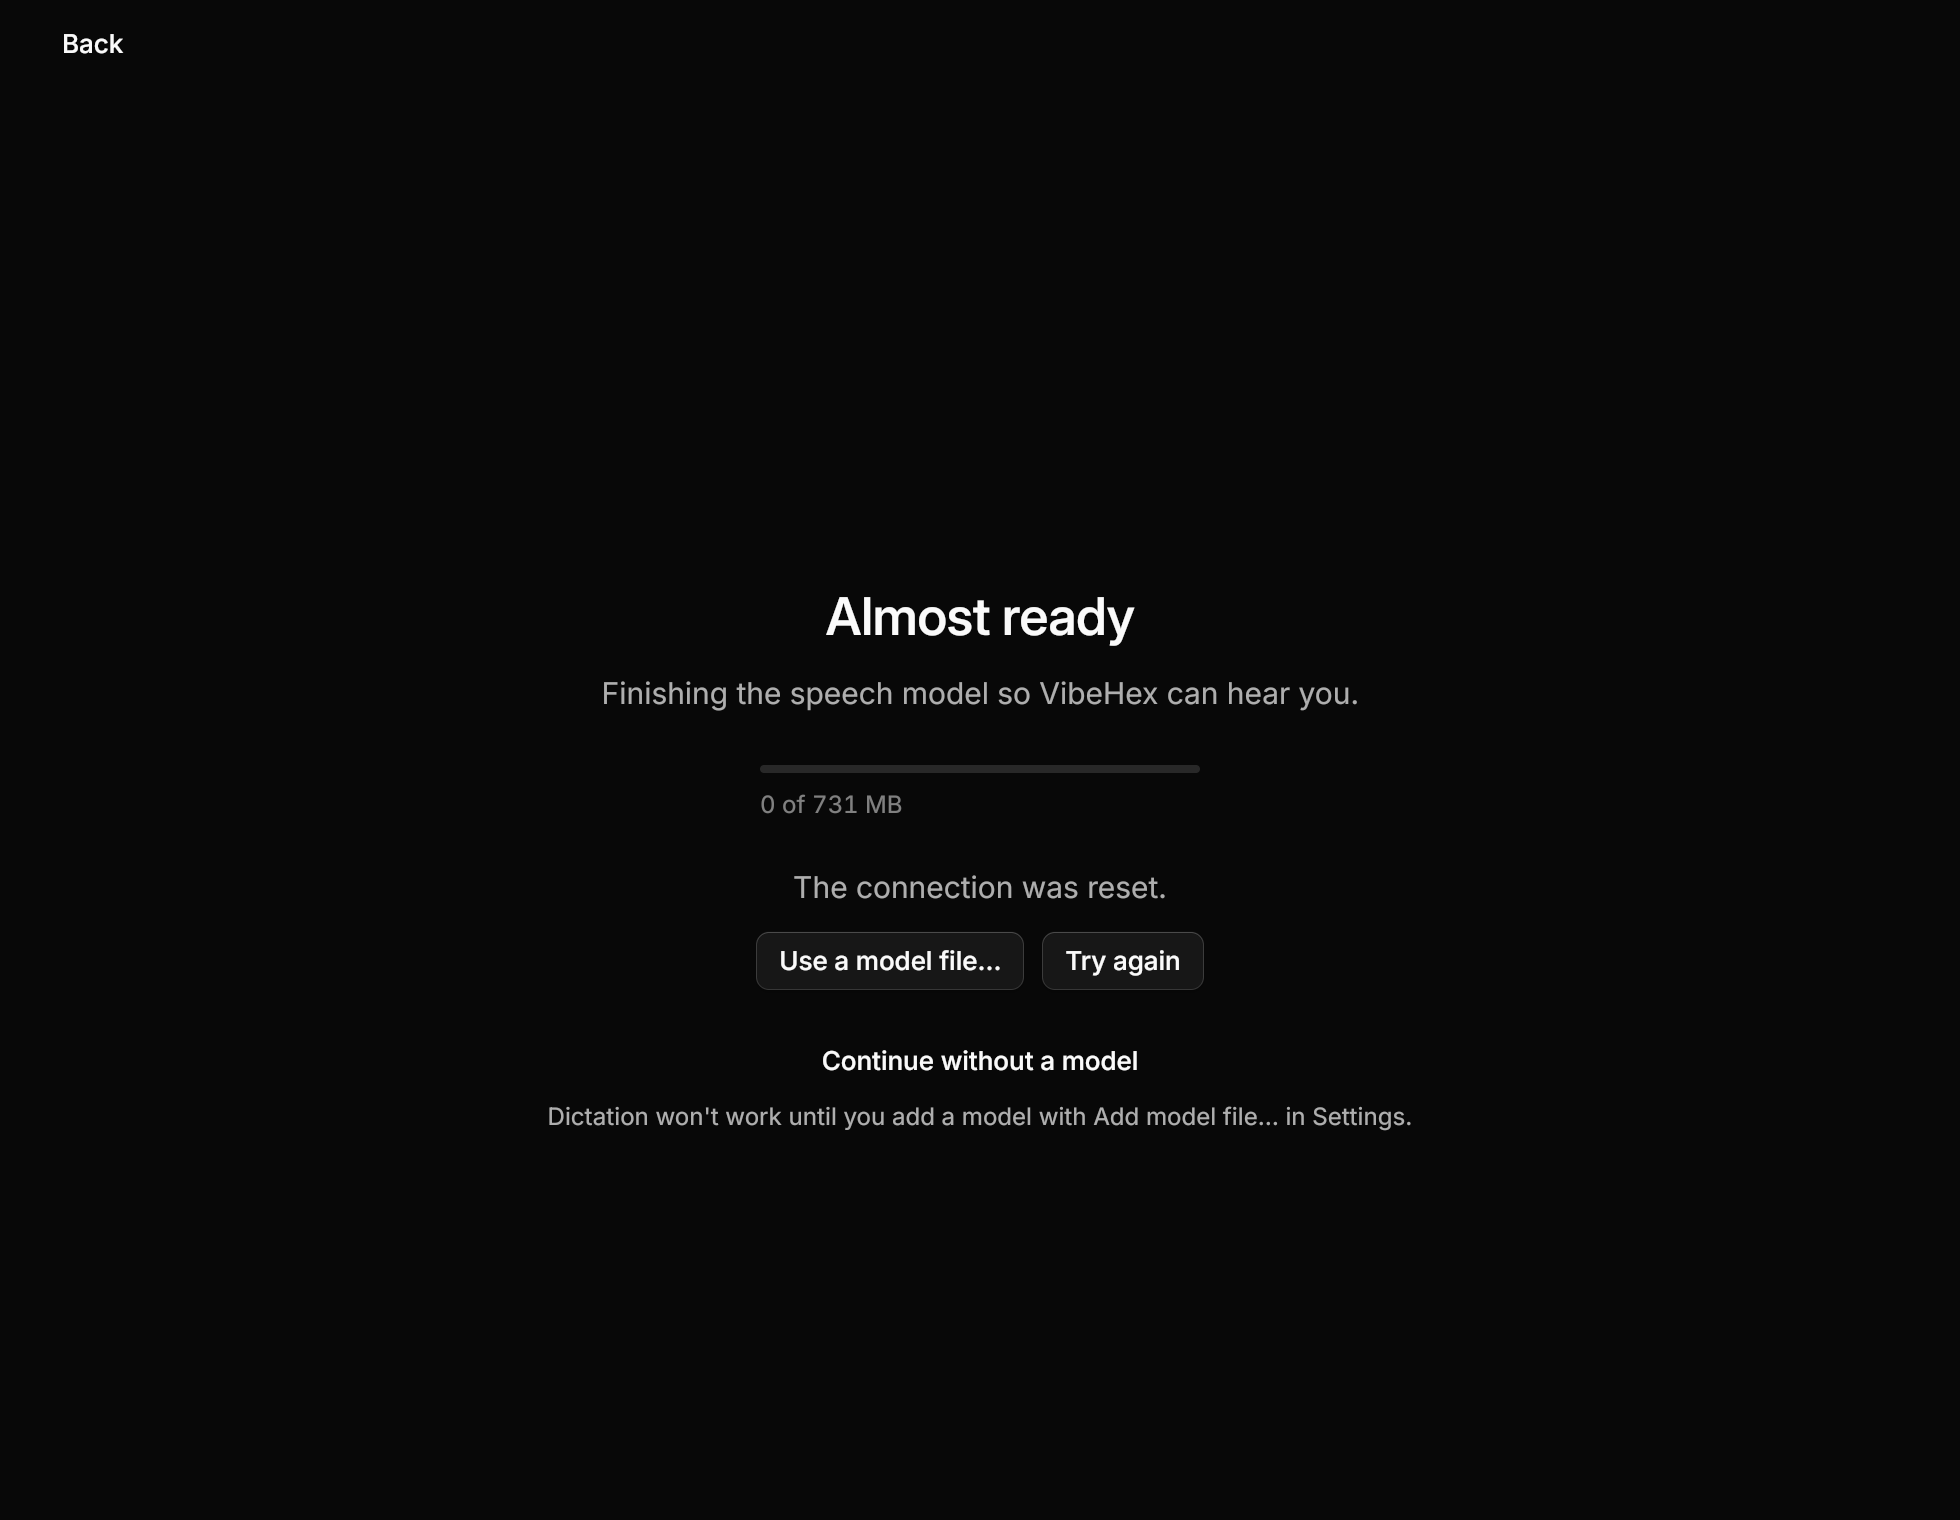 Back
Almost ready
Finishing the speech model so VibeHex can hear you.
0 of 731 MB
The connection was reset.
Use a model file...
Try again
Continue without a model
Dictation won't work until you add a model with Add model file... in Settings.